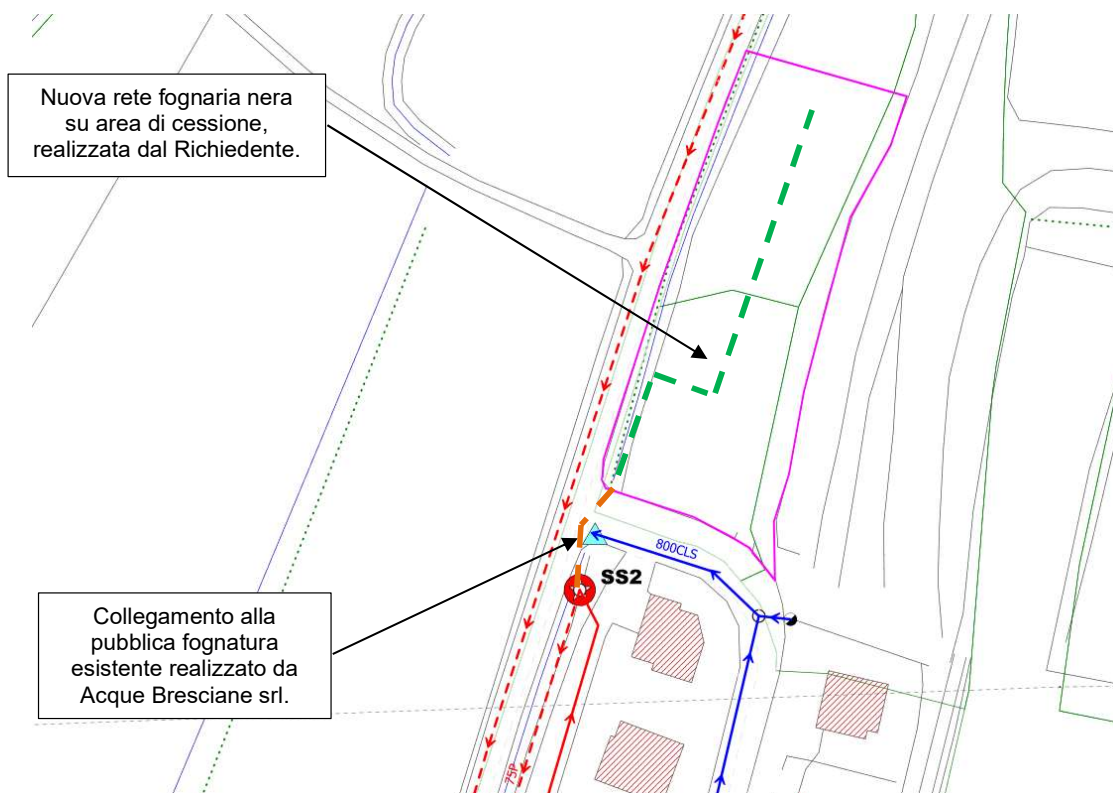 Nuova rete fognaria nera
su area di cessione,
realizzata dal Richiedente.
800CLS
SS2
Collegamento alla
pubblica fognatura
esistente realizzato da
Acque Bresciane srl.
75P